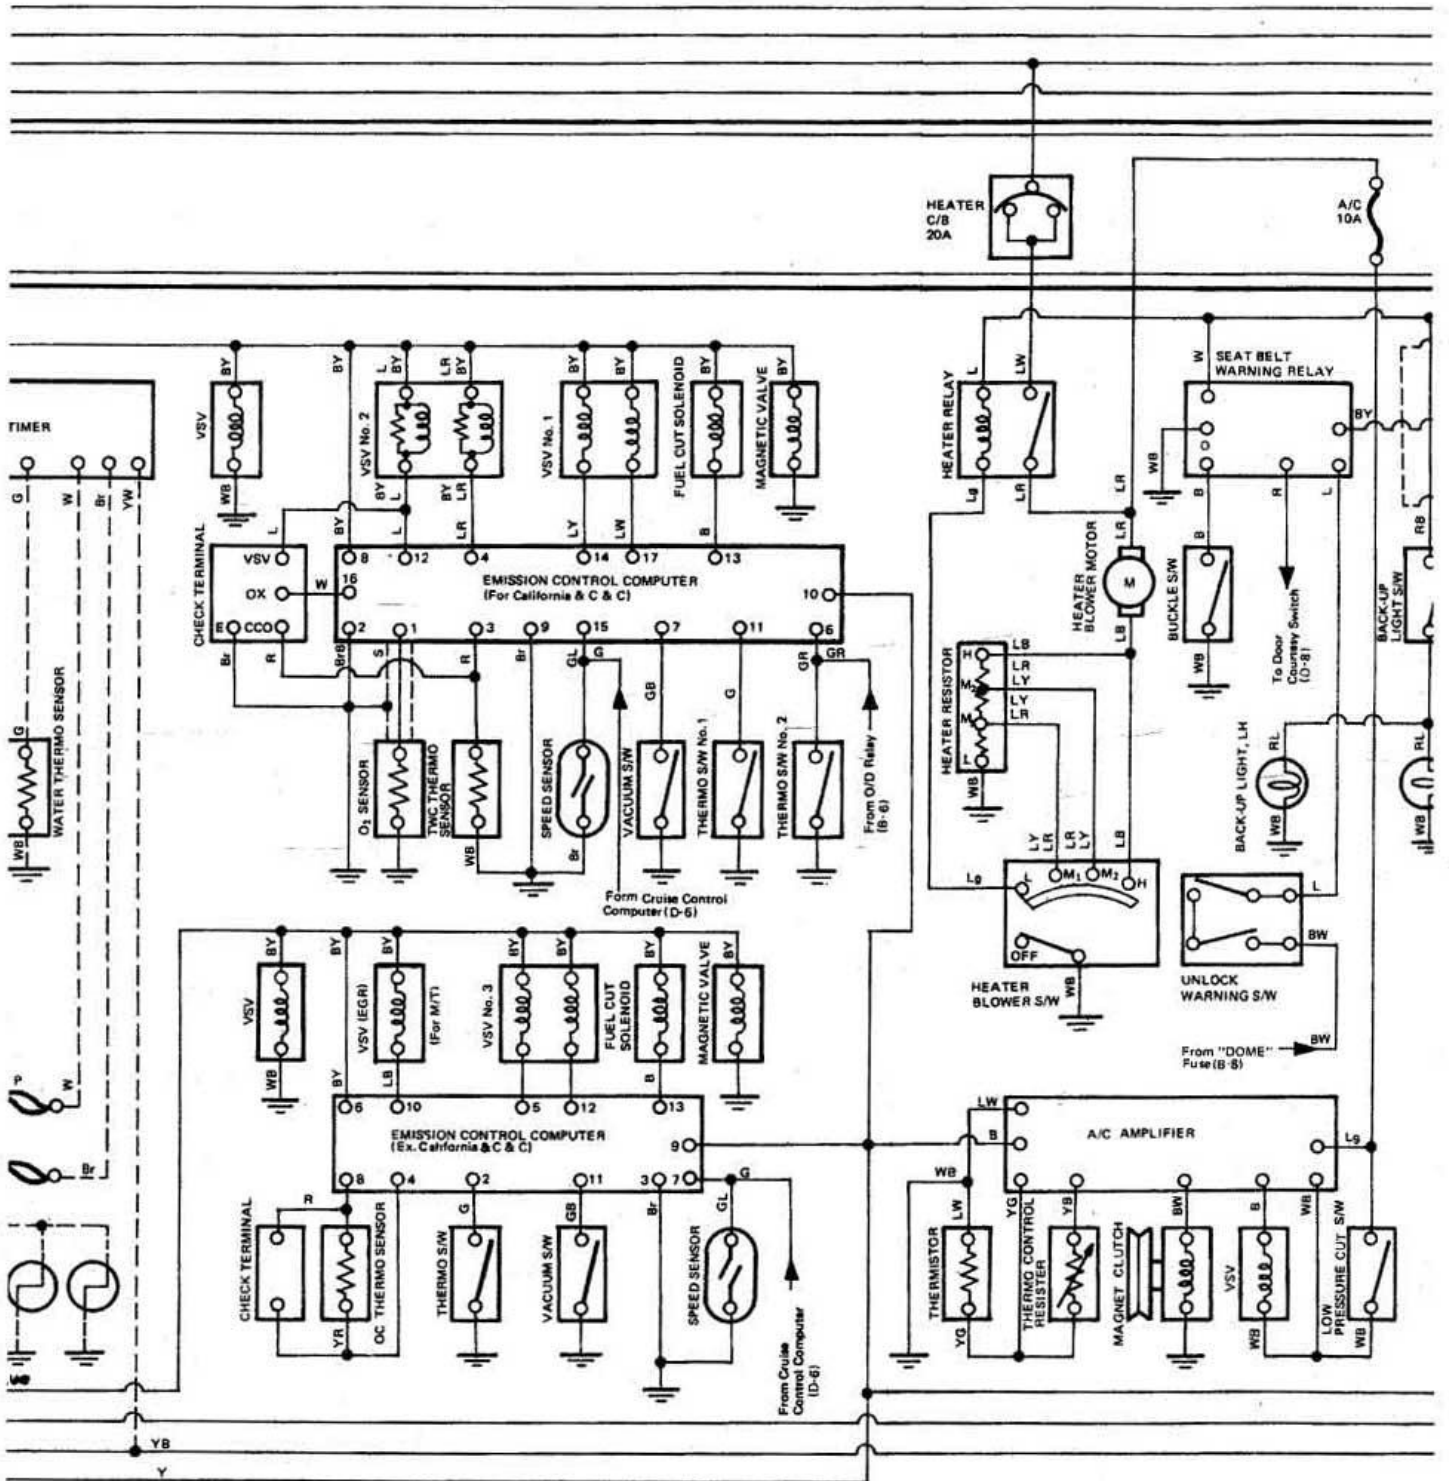 HEATER
C/B
20A
A/C
10A
TIMER
G
W
Br
YW
BY
VSV
WB
BY
BY
L
BY
LR
BY
VSV No. 2
BY
L
BY
LR
BY
BY
VSV No. 1
LY
LW
BY
FUEL CUT SOLENOID
B
BY
MAGNETIC VALVE
L
LW
HEATER RELAY
Lg
LR
LR
LR
W
SEAT BELT
WARNING RELAY
BY
WB
B
R
L
RB
CHECK TERMINAL
VSV
OX
E
CCO
L
W
8
12
4
14
17
13
16
EMISSION CONTROL COMPUTER
(For California & C & C)
10
2
1
3
9
15
7
11
6
LR
HEATER
BLOWER MOTOR
M
LB
BUCKLE S/W
B
WB
To Door
Courtesy Switch
(D-8)
BACK-UP
LIGHT S/W
Br
R
BrB
S
R
Br
GL
G
GB
G
GR
GR
G
WATER THERMO SENSOR
WB
O2 SENSOR
TWC THERMO
SENSOR
WB
SPEED SENSOR
Br
VACUUM S/W
THERMO S/W No.1
THERMO S/W No. 2
From O/D Relay
(B-6)
Form Cruise Control
Computer (D-6)
HEATER RESISTOR
H
M2
M1
L
LB
LR
LY
LY
LR
WB
BACK-UP LIGHT, LH
RL
WB
RL
WB
LY
LR
LR
LY
LB
Lg
L
M1
M2
H
OFF
HEATER
BLOWER S/W
WB
L
BW
UNLOCK
WARNING S/W
From "DOME"
Fuse (B-6)
BW
BY
VSV
WB
BY
BY
BY
VSV (EGR)
(For M/T)
LB
BY
BY
VSV No. 3
BY
FUEL CUT
SOLENOID
B
BY
MAGNETIC VALVE
6
10
5
12
13
EMISSION CONTROL COMPUTER
(Ex. California & C & C)
9
8
4
2
11
3
7
P
W
Br
R
CHECK TERMINAL
OC THERMO SENSOR
YR
G
THERMO S/W
GB
VACUUM S/W
Br
GL
G
SPEED SENSOR
From Cruise
Control Computer
(D-6)
LW
B
A/C AMPLIFIER
Lg
WB
LW
THERMISTOR
YG
YG
THERMO CONTROL
RESISTER
YB
MAGNET CLUTCH
BW
VSV
B
WB
WB
LOW
PRESSURE CUT S/W
WB
YB
Y